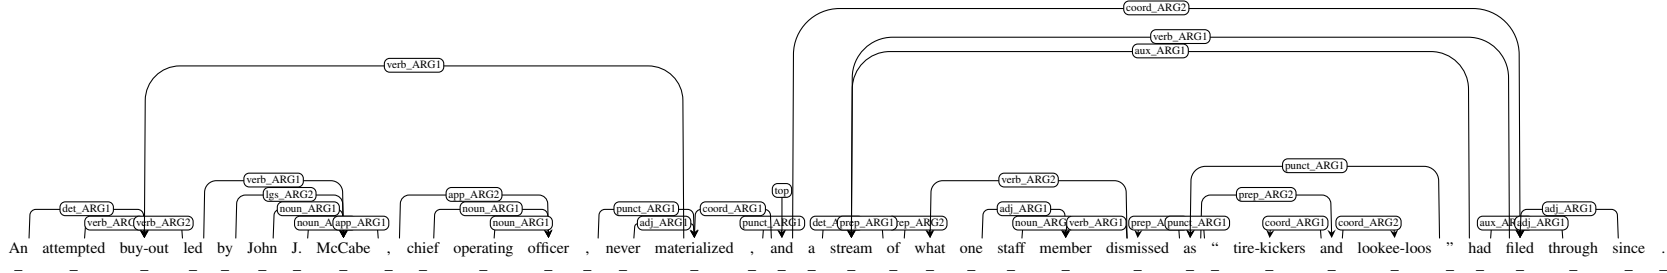 coord_ARG2
verb_ARG1
aux_ARG1
verb_ARG1
punct_ARG1
verb_ARG1 verb_ARG2
lgs_ARG2 app_ARG2 top prep_ARG2
det_ARG1 noun_ARG1 noun_ARG1 punct_ARG1 coord_ARG1 adj_ARG1 adj_ARG1
verb_ARG2 app_ARG1 noun_ARG1 adj_ARG1 punct_ARG1 prep_ARG1 verb_ARG1 punct_ARG1 coord_ARG1 coord_ARG2 adj_ARG1
An attempted buy-out led by John J. McCabe , chief operating officer , never materialized , and a stream of what one staff member dismissed as “ tire-kickers and lookee-loos ” had filed through since .
_ _ _ _ _ _ _ _ _ _ _ _ _ _ _ _ _ _ _ _ _ _ _ _ _ _ _ _ _ _ _ _ _ _ _ _ _